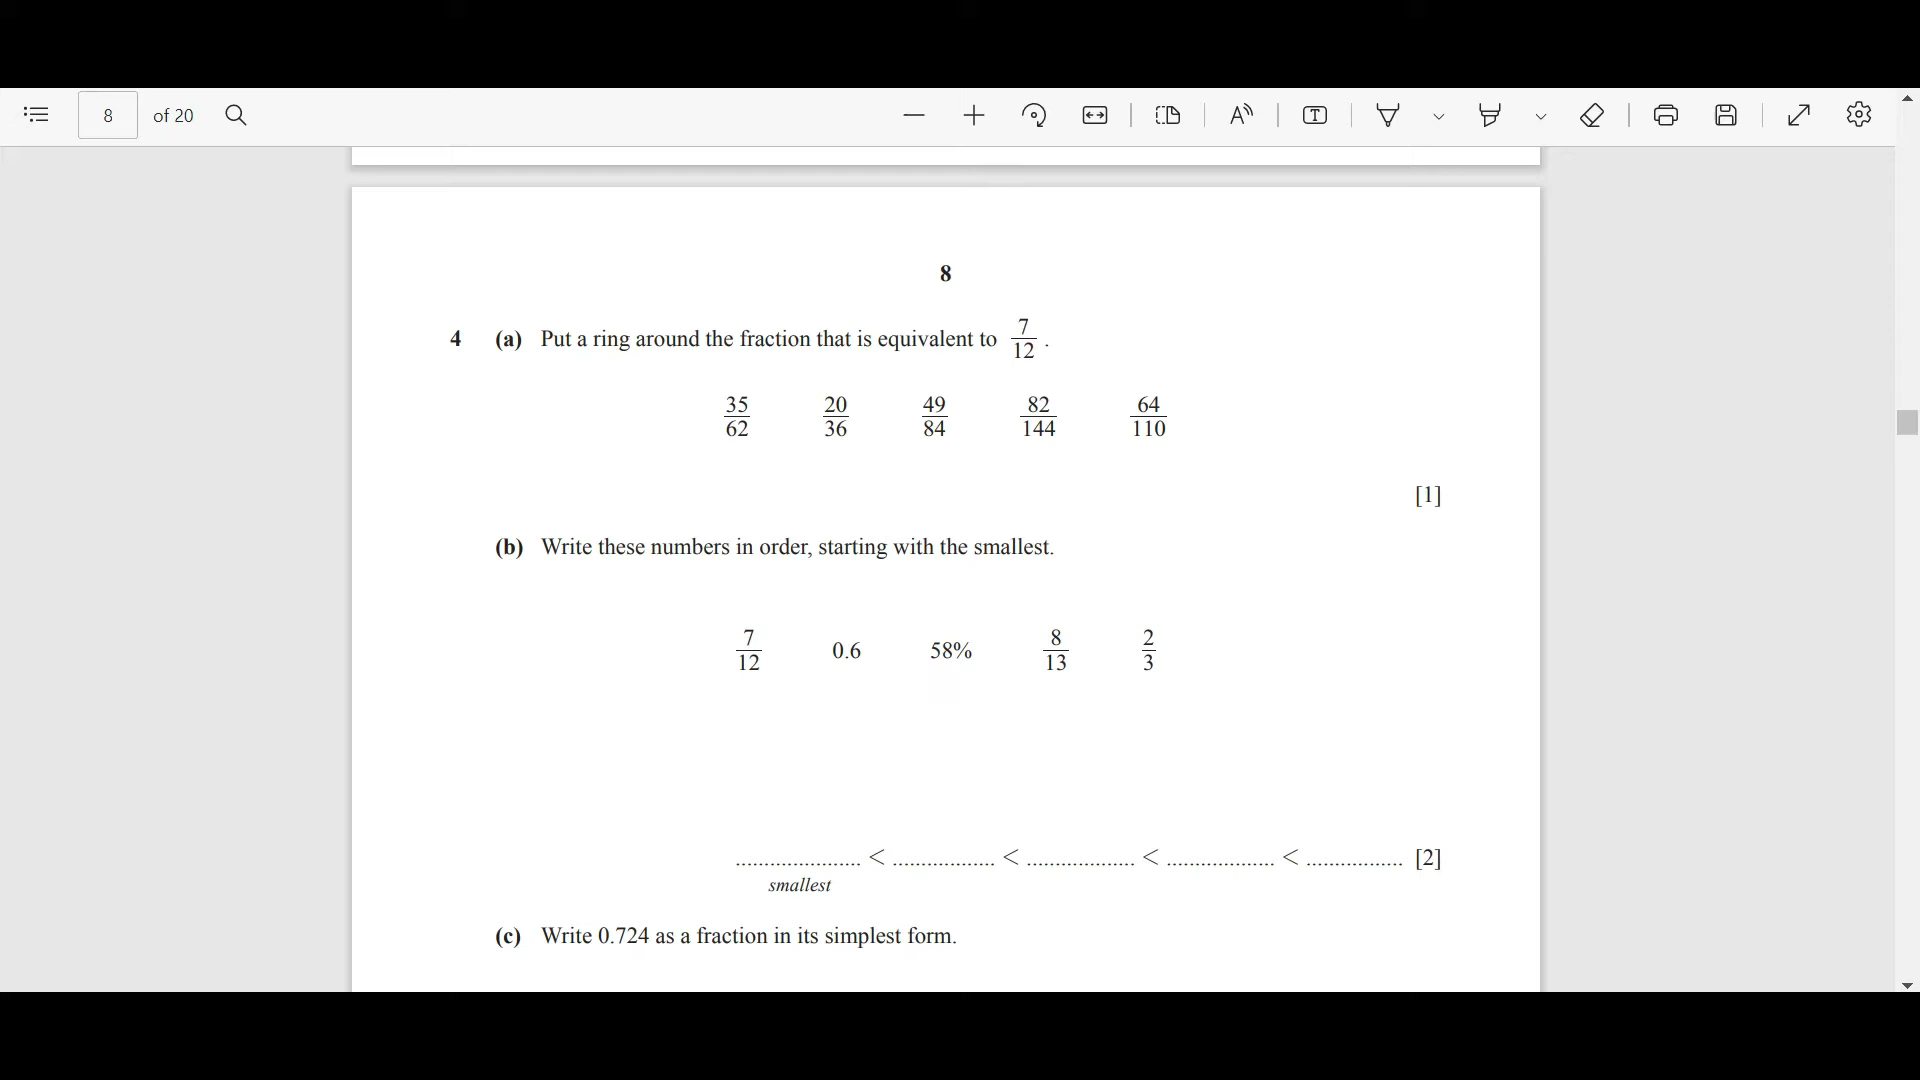 8 of 20
8
4 (a) Put a ring around the fraction that is equivalent to 7/12 .
35/62 20/36 49/84 82/144 64/110
[1]
(b) Write these numbers in order, starting with the smallest.
7/12 0.6 58% 8/13 2/3
...................... < .................. < ................... < ................... < ................. [2]
smallest
(c) Write 0.724 as a fraction in its simplest form.